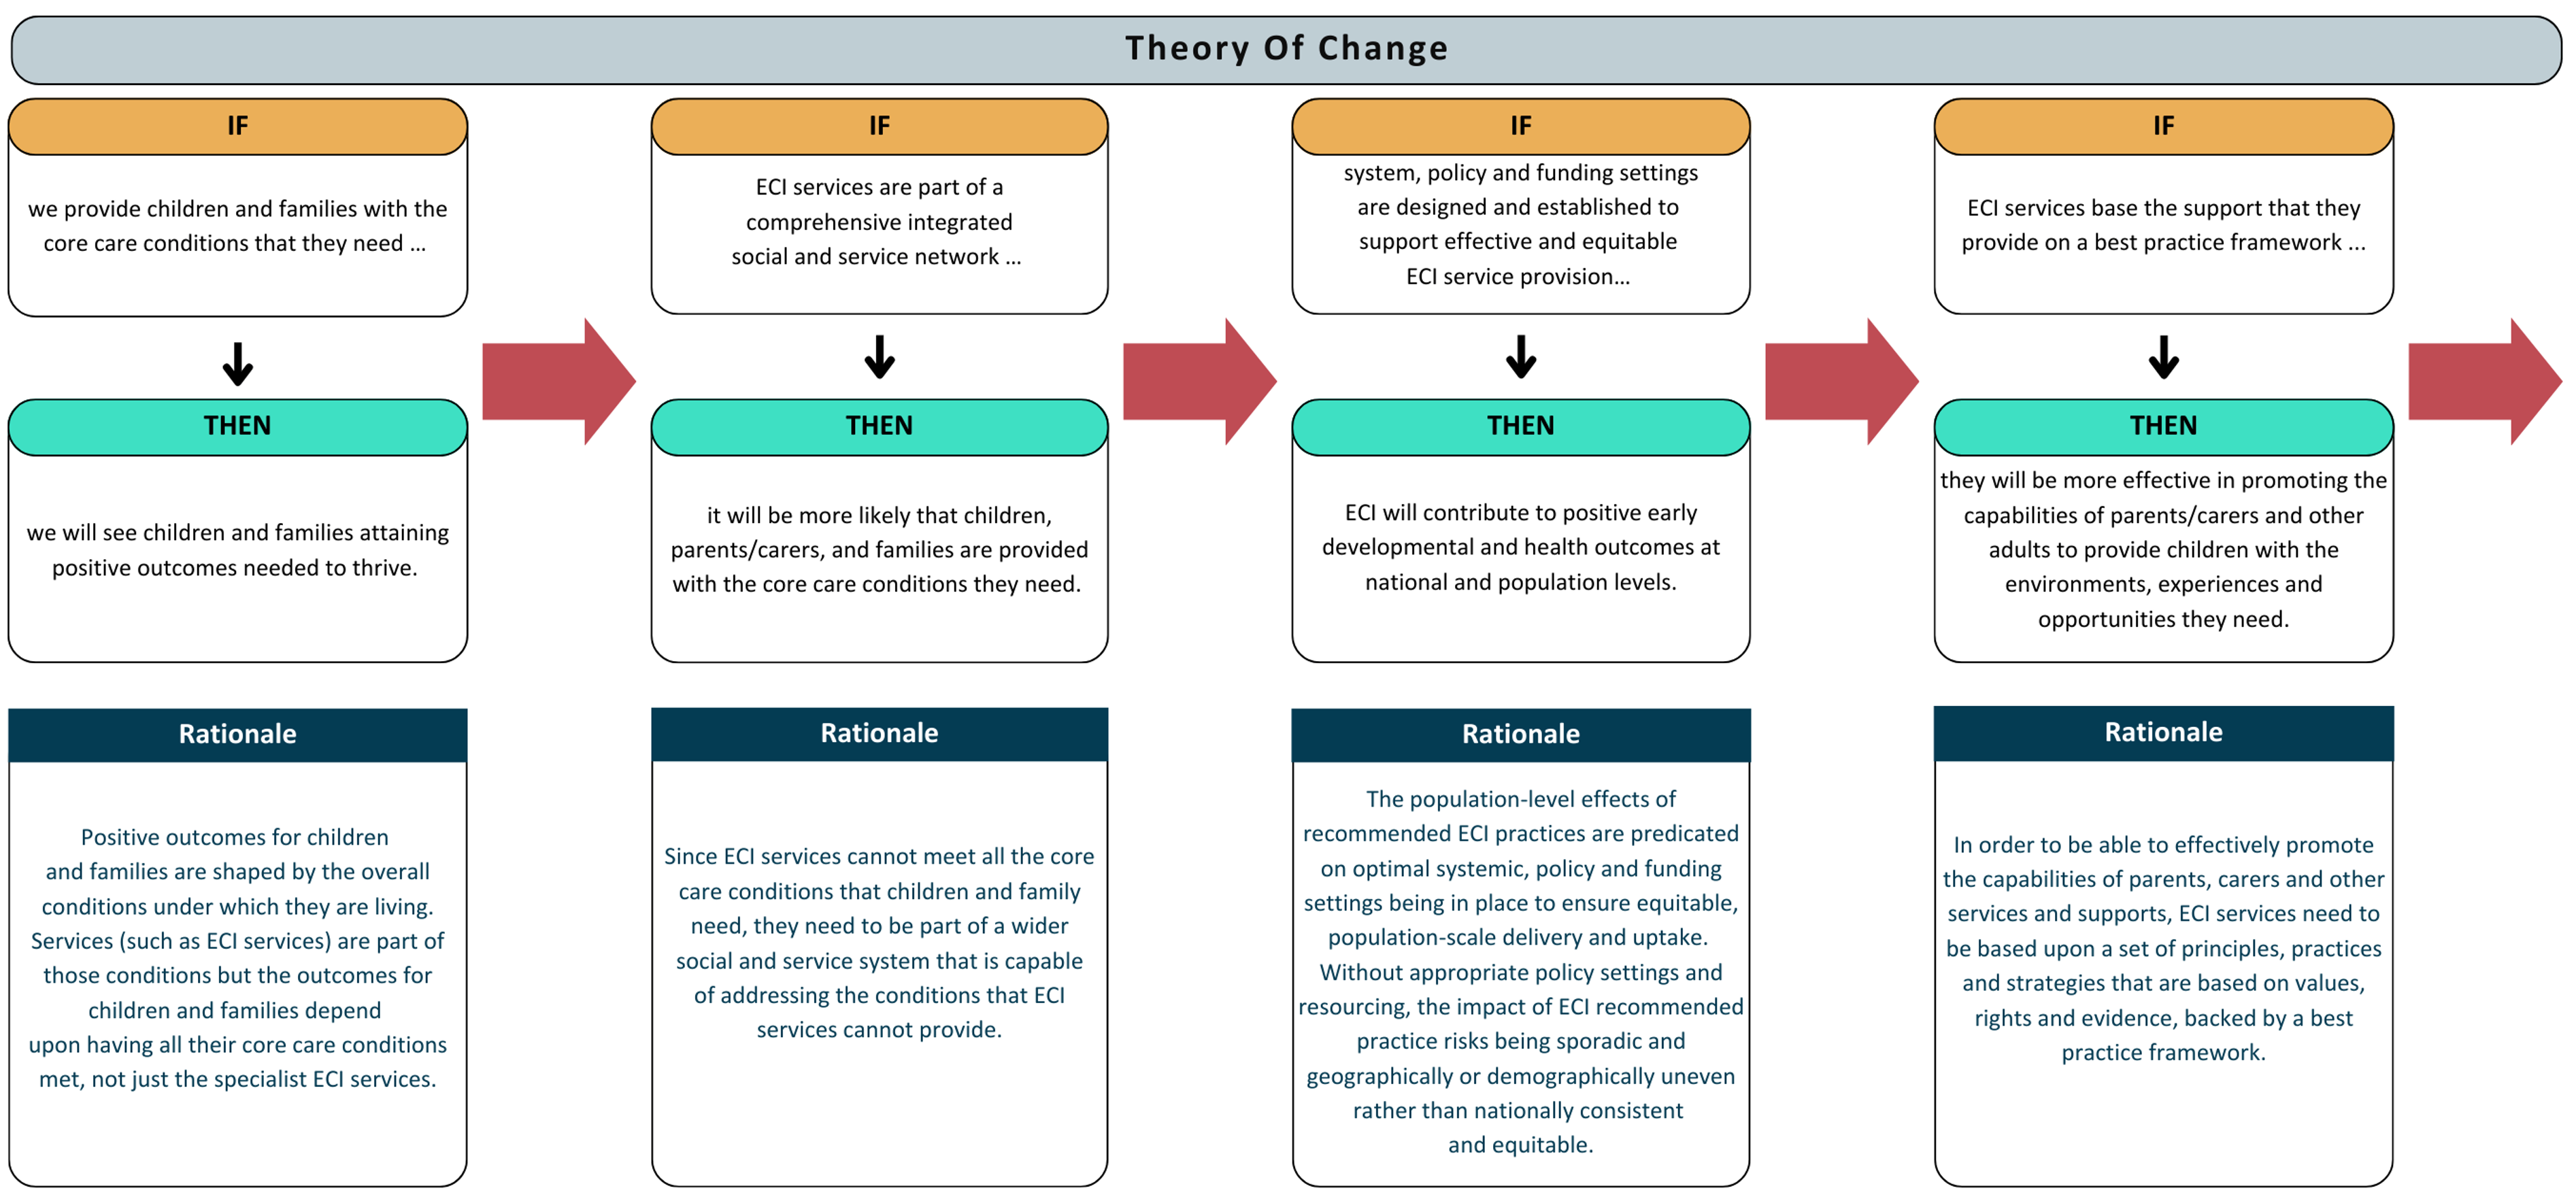 Theory Of Change
IF
we provide children and families with the
core care conditions that they need ...
THEN
we will see children and families attaining
positive outcomes needed to thrive.
Rationale
Positive outcomes for children
and families are shaped by the overall
conditions under which they are living.
Services (such as ECI services) are part of
those conditions but the outcomes for
children and families depend
upon having all their core care conditions
met, not just the specialist ECI services.
IF
ECI services are part of a
comprehensive integrated
social and service network ...
THEN
it will be more likely that children,
parents/carers, and families are provided
with the core care conditions they need.
Rationale
Since ECI services cannot meet all the core
care conditions that children and family
need, they need to be part of a wider
social and service system that is capable
of addressing the conditions that ECI
services cannot provide.
IF
system, policy and funding settings
are designed and established to
support effective and equitable
ECI service provision...
THEN
ECI will contribute to positive early
developmental and health outcomes at
national and population levels.
Rationale
The population-level effects of
recommended ECI practices are predicated
on optimal systemic, policy and funding
settings being in place to ensure equitable,
population-scale delivery and uptake.
Without appropriate policy settings and
resourcing, the impact of ECI recommended
practice risks being sporadic and
geographically or demographically uneven
rather than nationally consistent
and equitable.
IF
ECI services base the support that they
provide on a best practice framework ...
THEN
they will be more effective in promoting the
capabilities of parents/carers and other
adults to provide children with the
environments, experiences and
opportunities they need.
Rationale
In order to be able to effectively promote
the capabilities of parents, carers and other
services and supports, ECI services need to
be based upon a set of principles, practices
and strategies that are based on values,
rights and evidence, backed by a best
practice framework.